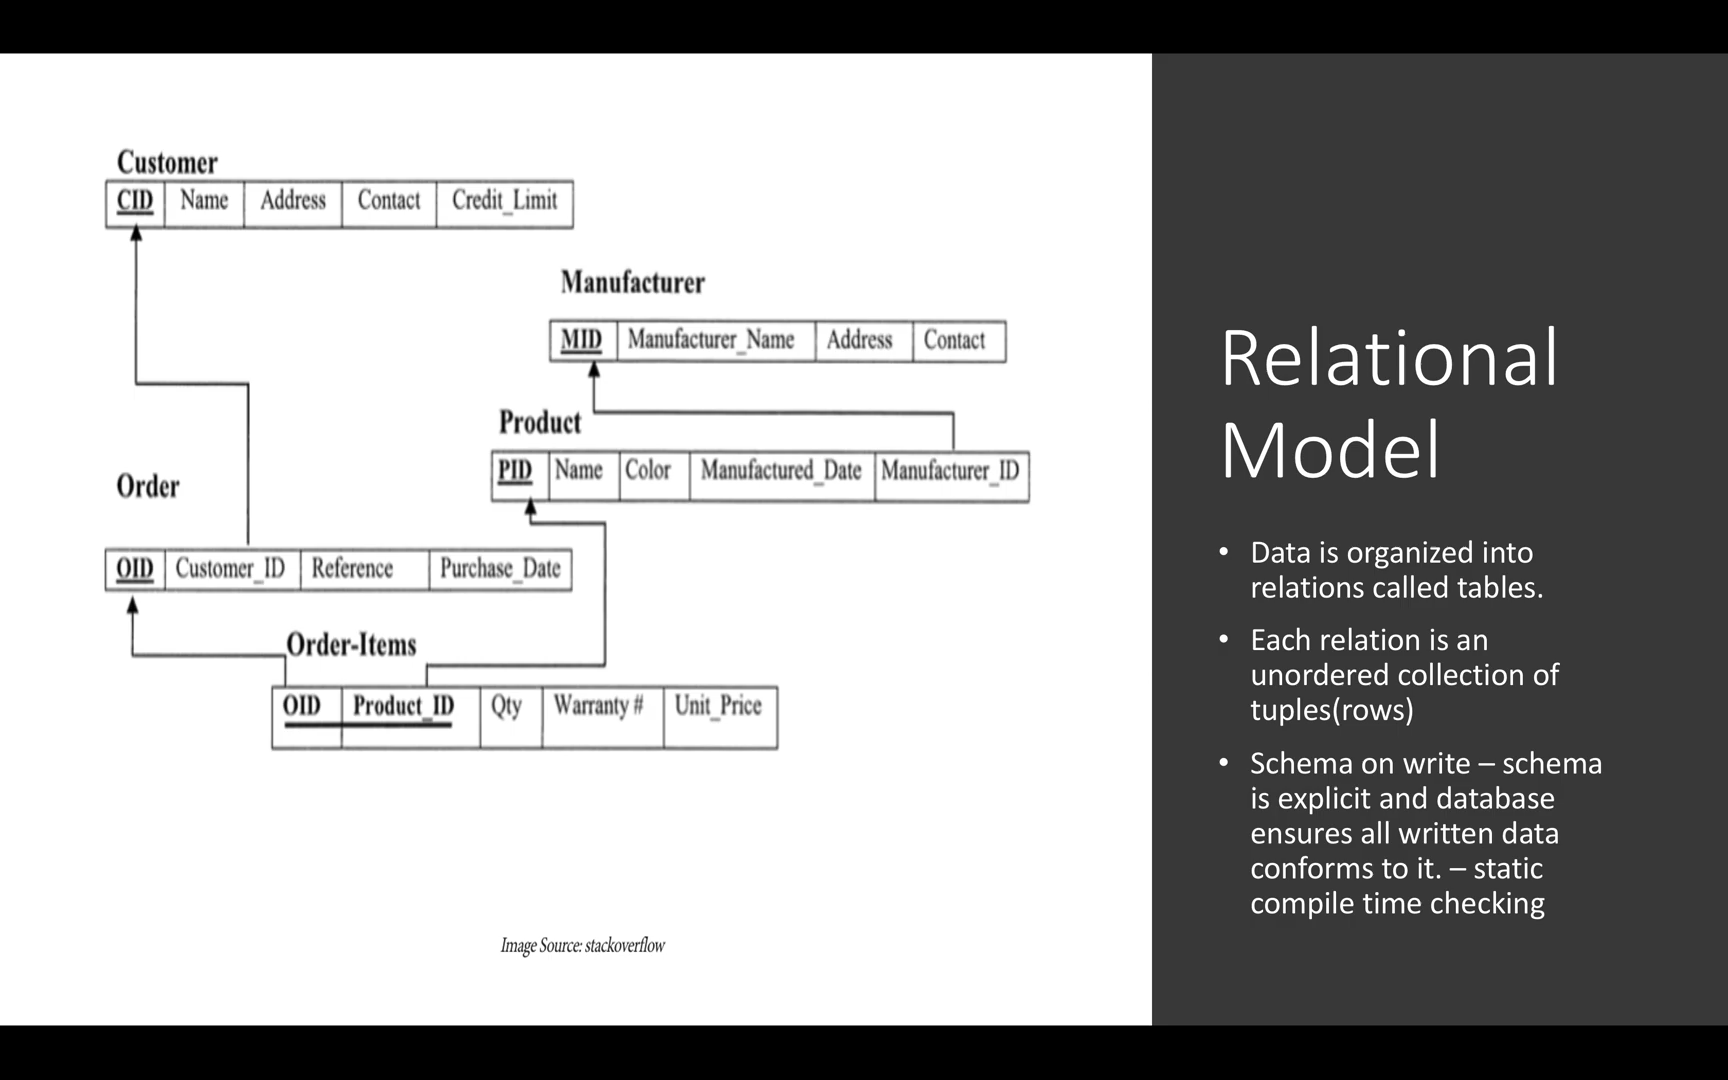 Customer
CID Name Address Contact Credit_Limit
Manufacturer
MID Manufacturer_Name Address Contact
Product
PID Name Color Manufactured_Date Manufacturer_ID
Order
OID Customer_ID Reference Purchase_Date
Order-Items
OID Product_ID Qty Warranty # Unit_Price
Image Source: stackoverflow
Relational
Model
• Data is organized into
relations called tables.
• Each relation is an
unordered collection of
tuples(rows)
• Schema on write – schema
is explicit and database
ensures all written data
conforms to it. – static
compile time checking